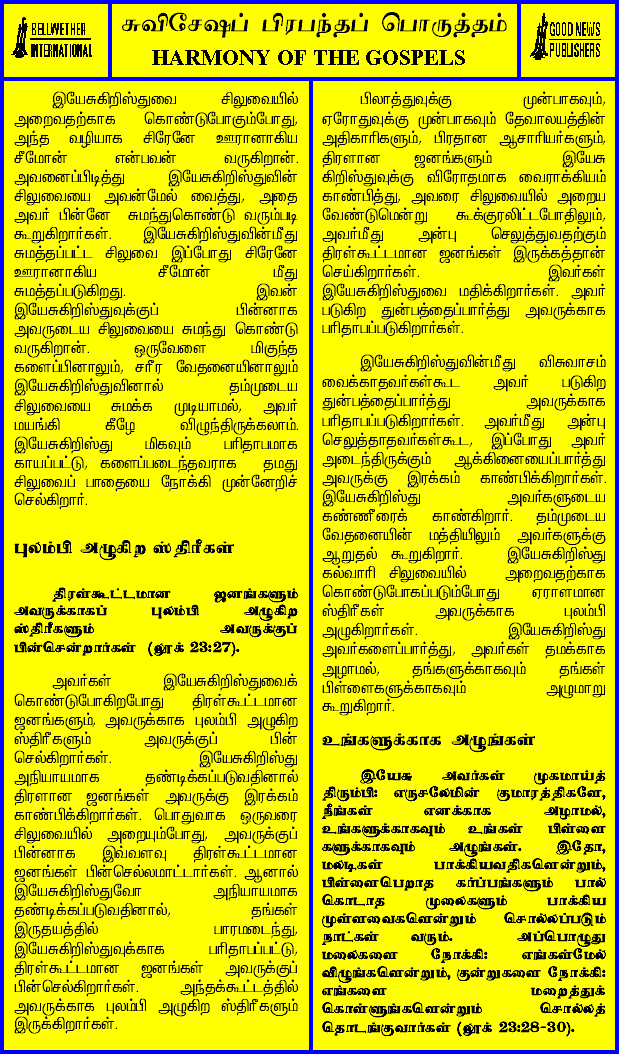 BELLWETHER
INTERNATIONAL
சுவிசேஷப் பிரபந்தப் பொருத்தம்
HARMONY OF THE GOSPELS
GOOD NEWS
PUBLISHERS
இயேசுகிறிஸ்துவை சிலுவையில்
அறைவதற்காக கொண்டுபோகும்போது,
அந்த வழியாக சிரேனே ஊரானாகிய
சீமோன் என்பவன் வருகிறான்.
அவனைப்பிடித்து இயேசுகிறிஸ்துவின்
சிலுவையை அவன்மேல் வைத்து, அதை
அவர் பின்னே சுமந்துகொண்டு வரும்படி
கூறுகிறார்கள். இயேசுகிறிஸ்துவின்மீது
சுமத்தப்பட்ட சிலுவை இப்போது சிரேனே
ஊரானாகிய சீமோன் மீது
சுமத்தப்படுகிறது. இவன்
இயேசுகிறிஸ்துவுக்குப் பின்னாக
அவருடைய சிலுவையை சுமந்து கொண்டு
வருகிறான். ஒருவேளை மிகுந்த
களைப்பினாலும், சரீர வேதனையினாலும்
இயேசுகிறிஸ்துவினால் தம்முடைய
சிலுவையை சுமக்க முடியாமல், அவர்
மயங்கி கீழே விழுந்திருக்கலாம்.
இயேசுகிறிஸ்து மிகவும் பரிதாபமாக
காயப்பட்டு, களைப்படைந்தவராக தமது
சிலுவைப் பாதையை நோக்கி முன்னேறிச்
செல்கிறார்.
புலம்பி அழுகிற ஸ்திரீகள்
திரள்கூட்டமான ஜனங்களும்
அவருக்காகப் புலம்பி அழுகிற
ஸ்திரீகளும் அவருக்குப்
பின்சென்றார்கள் (லூக் 23:27).
அவர்கள் இயேசுகிறிஸ்துவைக்
கொண்டுபோகிறபோது திரள்கூட்டமான
ஜனங்களும், அவருக்காக புலம்பி அழுகிற
ஸ்திரீகளும் அவருக்குப் பின்
செல்கிறார்கள். இயேசுகிறிஸ்து
அநியாயமாக தண்டிக்கப்படுவதினால்
திரளான ஜனங்கள் அவருக்கு இரக்கம்
காண்பிக்கிறார்கள். பொதுவாக ஒருவரை
சிலுவையில் அறையும்போது, அவருக்குப்
பின்னாக இவ்வளவு திரள்கூட்டமான
ஜனங்கள் பின்செல்லமாட்டார்கள். ஆனால்
இயேசுகிறிஸ்துவோ அநியாயமாக
தண்டிக்கப்படுவதினால், தங்கள்
இருதயத்தில் பாரமடைந்து,
இயேசுகிறிஸ்துவுக்காக பரிதாபப்பட்டு,
திரள்கூட்டமான ஜனங்கள் அவருக்குப்
பின்செல்கிறார்கள். அந்தக்கூட்டத்தில்
அவருக்காக புலம்பி அழுகிற ஸ்திரீகளும்
இருக்கிறார்கள்.
பிலாத்துவுக்கு முன்பாகவும்,
ஏரோதுவுக்கு முன்பாகவும் தேவாலயத்தின்
அதிகாரிகளும், பிரதான ஆசாரியர்களும்,
திரளான ஜனங்களும் இயேசு
கிறிஸ்துவுக்கு விரோதமாக வைராக்கியம்
காண்பித்து, அவரை சிலுவையில் அறைய
வேண்டுமென்று கூக்குரலிட்டபோதிலும்,
அவர்மீது அன்பு செலுத்துவதற்கும்
திரள்கூட்டமான ஜனங்கள் இருக்கத்தான்
செய்கிறார்கள். இவர்கள்
இயேசுகிறிஸ்துவை மதிக்கிறார்கள். அவர்
படுகிற துன்பத்தைப்பார்த்து அவருக்காக
பரிதாபப்படுகிறார்கள்.
இயேசுகிறிஸ்துவின்மீது விசுவாசம்
வைக்காதவர்கள்கூட அவர் படுகிற
துன்பத்தைப்பார்த்து அவருக்காக
பரிதாபப்படுகிறார்கள். அவர்மீது அன்பு
செலுத்தாதவர்கள்கூட, இப்போது அவர்
அடைந்திருக்கும் ஆக்கினையைப்பார்த்து
அவருக்கு இரக்கம் காண்பிக்கிறார்கள்.
இயேசுகிறிஸ்து அவர்களுடைய
கண்ணீரைக் காண்கிறார். தம்முடைய
வேதனையின் மத்தியிலும் அவர்களுக்கு
ஆறுதல் கூறுகிறார். இயேசுகிறிஸ்து
கல்வாரி சிலுவையில் அறைவதற்காக
கொண்டுபோகப்படும்போது ஏராளமான
ஸ்திரீகள் அவருக்காக புலம்பி
அழுகிறார்கள். இயேசுகிறிஸ்து
அவர்களைப்பார்த்து, அவர்கள் தமக்காக
அழாமல், தங்களுக்காகவும் தங்கள்
பிள்ளைகளுக்காகவும் அழுமாறு
கூறுகிறார்.
உங்களுக்காக அழுங்கள்
இயேசு அவர்கள் முகமாய்த்
திரும்பி: எருசலேமின் குமாரத்திகளே,
நீங்கள் எனக்காக அழாமல்,
உங்களுக்காகவும் உங்கள் பிள்ளை
களுக்காகவும் அழுங்கள். இதோ,
மலடிகள் பாக்கியவதிகளென்றும்,
பிள்ளைபெறாத கர்ப்பங்களும் பால்
கொடாத முலைகளும் பாக்கிய
முள்ளவைகளென்றும் சொல்லப்படும்
நாட்கள் வரும். அப்பொழுது
மலைகளை நோக்கி: எங்கள்மேல்
விழுங்களென்றும், குன்றுகளை நோக்கி:
எங்களை மறைத்துக்
கொள்ளுங்களென்றும் சொல்லத்
தொடங்குவார்கள் (லூக் 23:28-30).